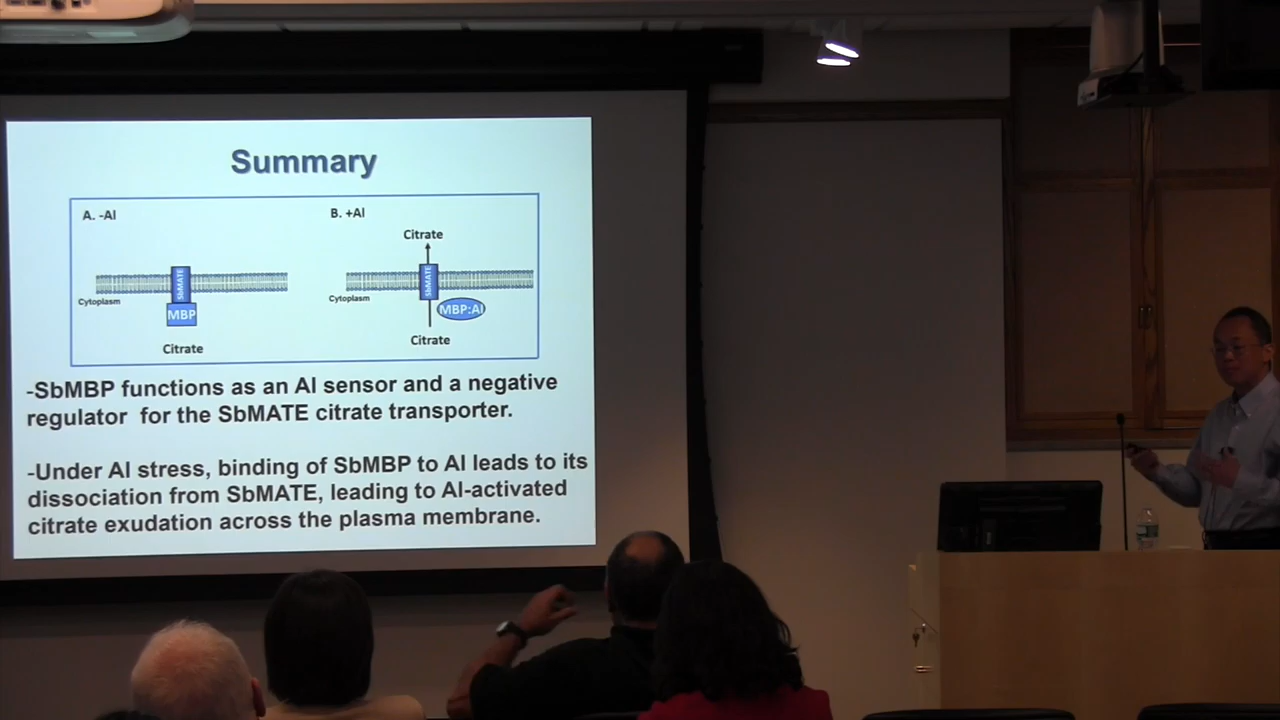 Summary
A. -Al
B. +Al
Citrate
SbMATE
SbMATE
Cytoplasm
Cytoplasm
MBP
MBP:Al
Citrate
Citrate
-SbMBP functions as an Al sensor and a negative
regulator for the SbMATE citrate transporter.
-Under Al stress, binding of SbMBP to Al leads to its
dissociation from SbMATE, leading to Al-activated
citrate exudation across the plasma membrane.